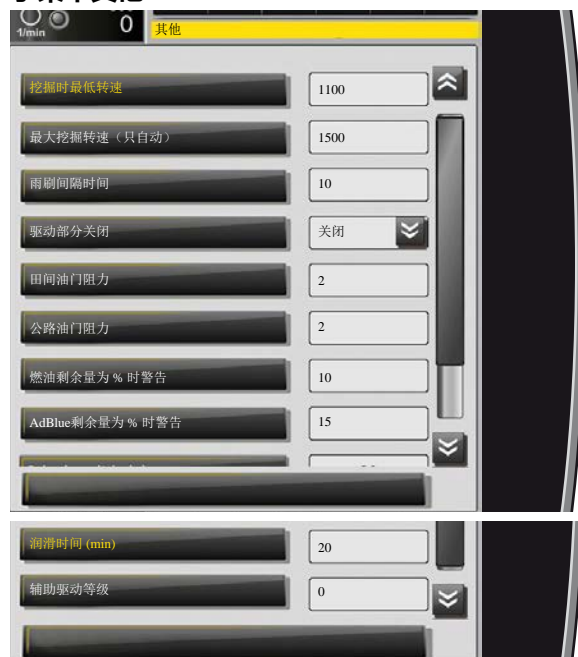 1/min
0
其他
挖掘时最低转速 1100
最大挖掘转速（只自动） 1500
雨刷间隔时间 10
驱动部分关闭 关闭
田间油门阻力 2
公路油门阻力 2
燃油剩余量为 % 时警告 10
AdBlue剩余量为 % 时警告 15
润滑时间 (min) 20
辅助驱动等级 0